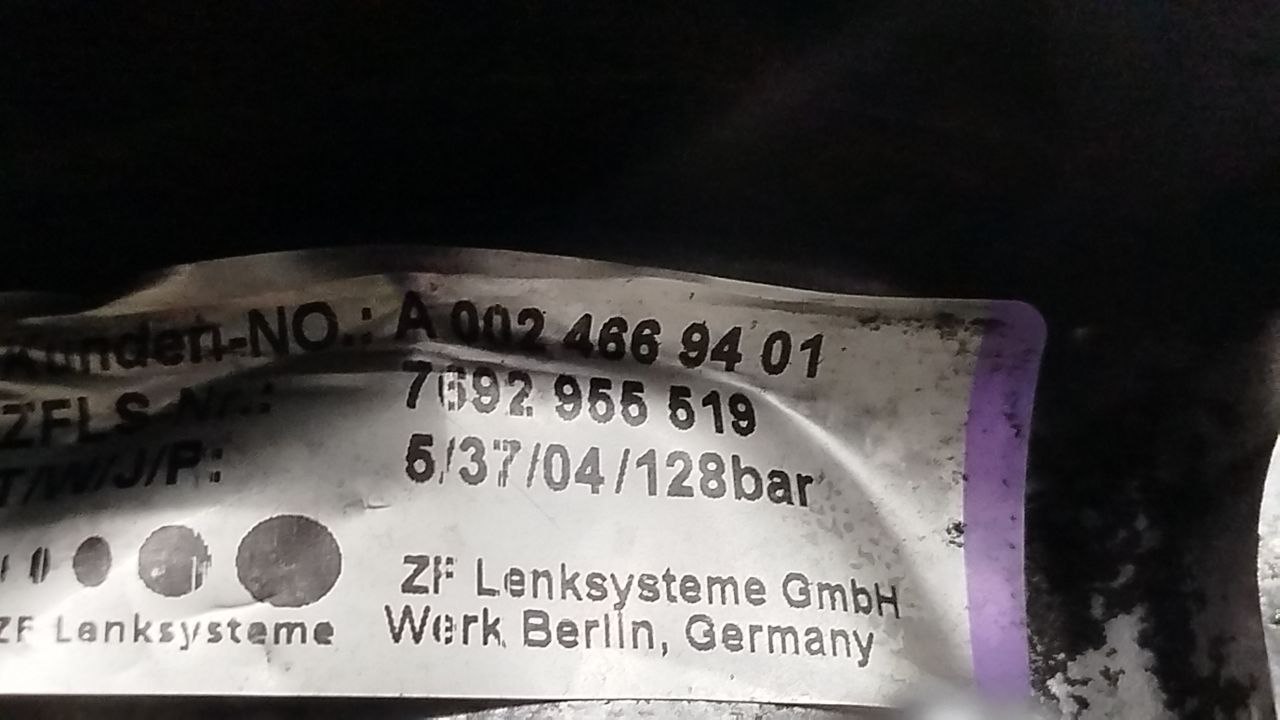 Kunden-NO.: A 002 466 94 01
ZFLS-Nr.: 7692 955 519
T/W/J/P: 5/37/04/128bar
ZF Lenksysteme GmbH
ZF Lenksysteme Werk Berlin, Germany